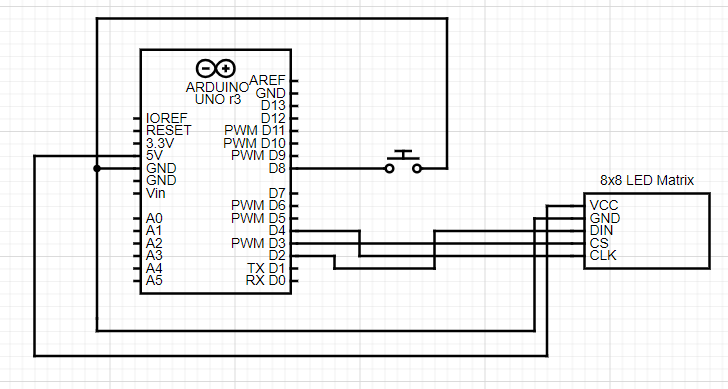 ARDUINO
UNO r3
AREF
GND
D13
IOREF
D12
RESET
PWM D11
3.3V
PWM D10
5V
PWM D9
GND
D8
GND
Vin
D7
PWM D6
A0
PWM D5
A1
D4
A2
PWM D3
A3
D2
A4
TX D1
A5
RX D0
8x8 LED Matrix
VCC
GND
DIN
CS
CLK